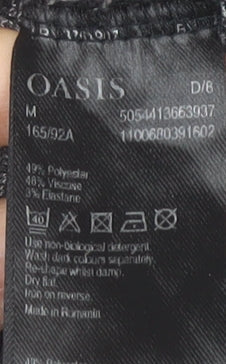 OASIS D/6
M 5054413663937
165/92A 1100680391602
49% Polyester
48% Viscose
3% Elastane
40
Use non-biological detergent.
Wash dark colours separately.
Re-shape whilst damp.
Dry flat.
Iron on reverse.
Made in Romania